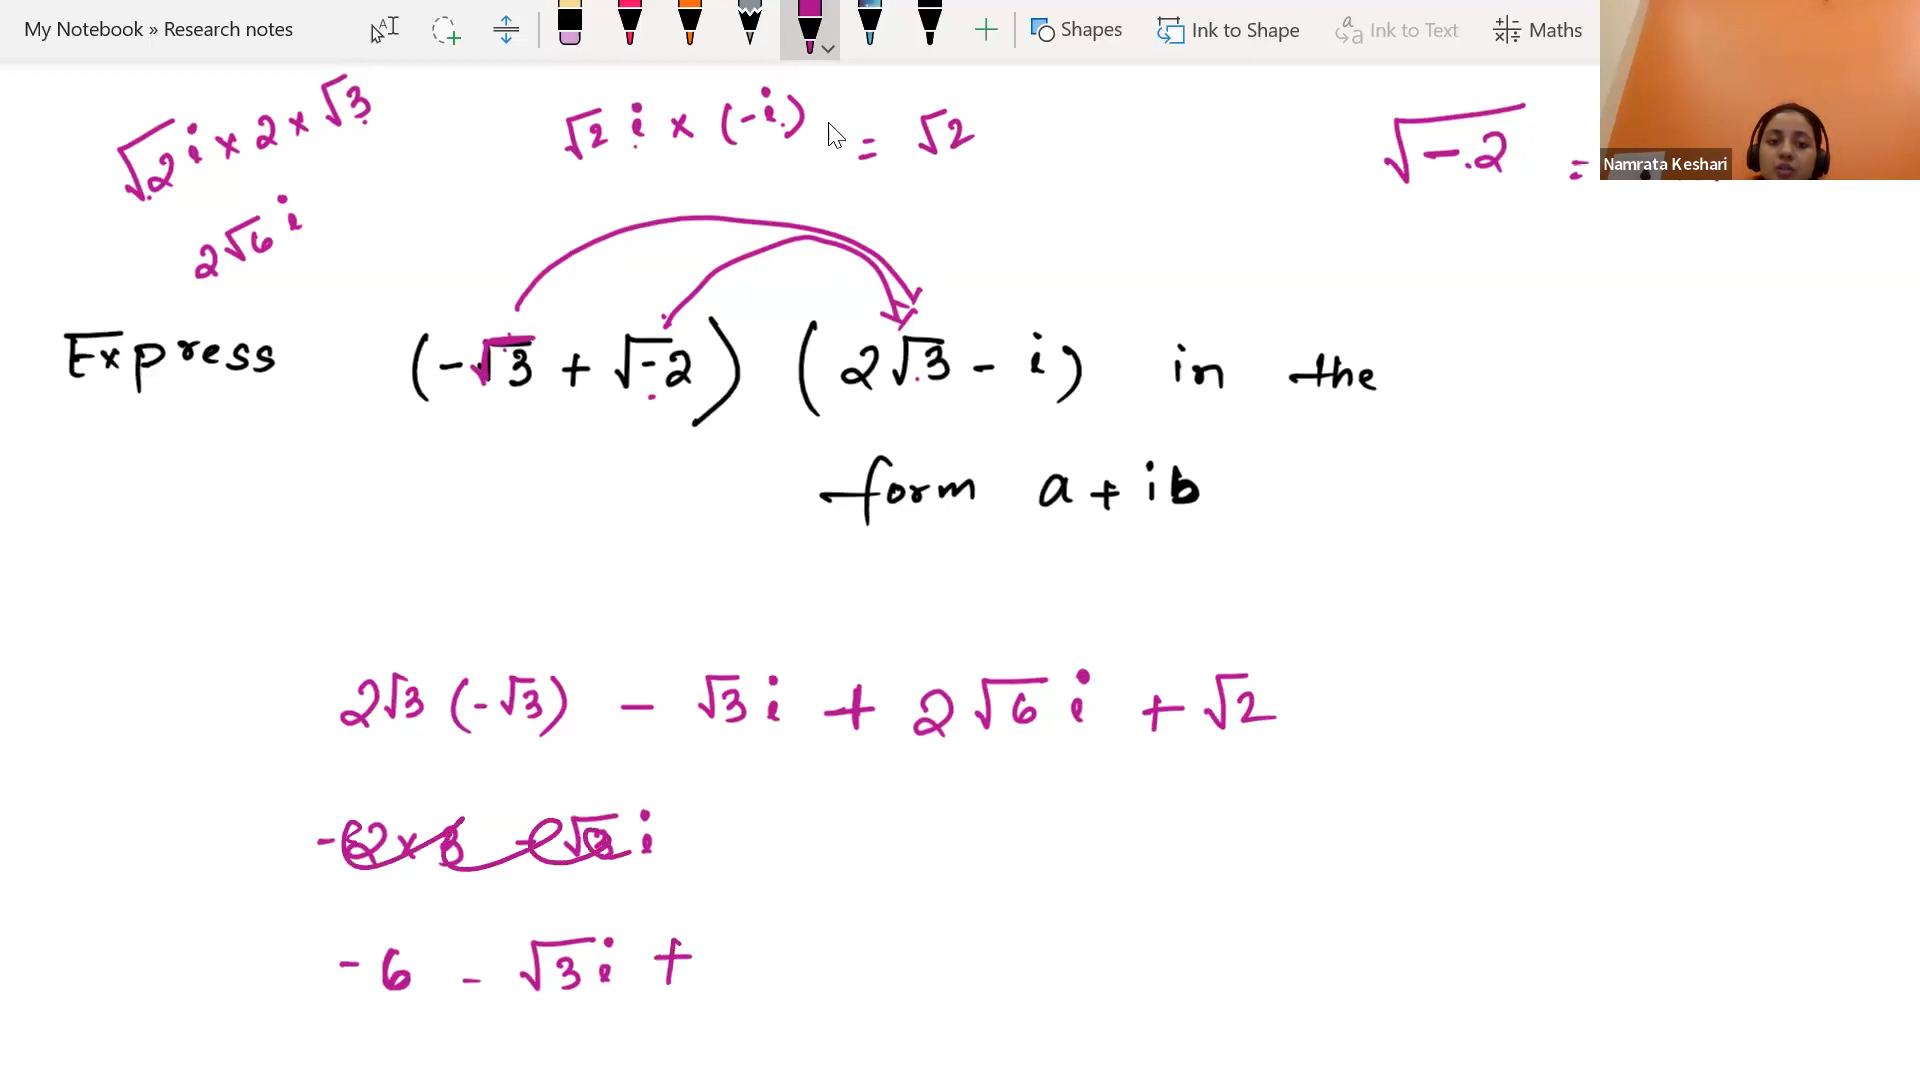 My Notebook » Research notes
Shapes Ink to Shape Ink to Text Maths
Namrata Keshari
√2 i × 2 × √3
2√6 i
√2 i × (-i) = √2
√-2 =
Express (-√3 + √-2) (2√3 - i) in the
form a + ib
2√3 (-√3) - √3 i + 2√6 i + √2
-6 - √3 i +